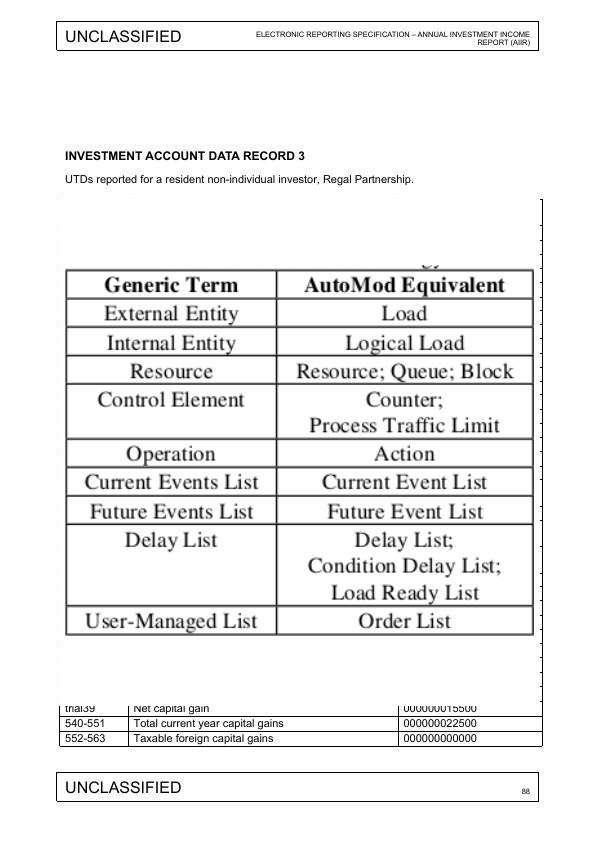 UNCLASSIFIED
ELECTRONIC REPORTING SPECIFICATION – ANNUAL INVESTMENT INCOME
REPORT (AIIR)
INVESTMENT ACCOUNT DATA RECORD 3
UTDs reported for a resident non-individual investor, Regal Partnership.
Generic Term AutoMod Equivalent
External Entity Load
Internal Entity Logical Load
Resource Resource; Queue; Block
Control Element Counter;
Process Traffic Limit
Operation Action
Current Events List Current Event List
Future Events List Future Event List
Delay List Delay List;
Condition Delay List;
Load Ready List
User-Managed List Order List
Net capital gain 000000015500
540-551 Total current year capital gains 000000022500
552-563 Taxable foreign capital gains 000000000000
UNCLASSIFIED
88